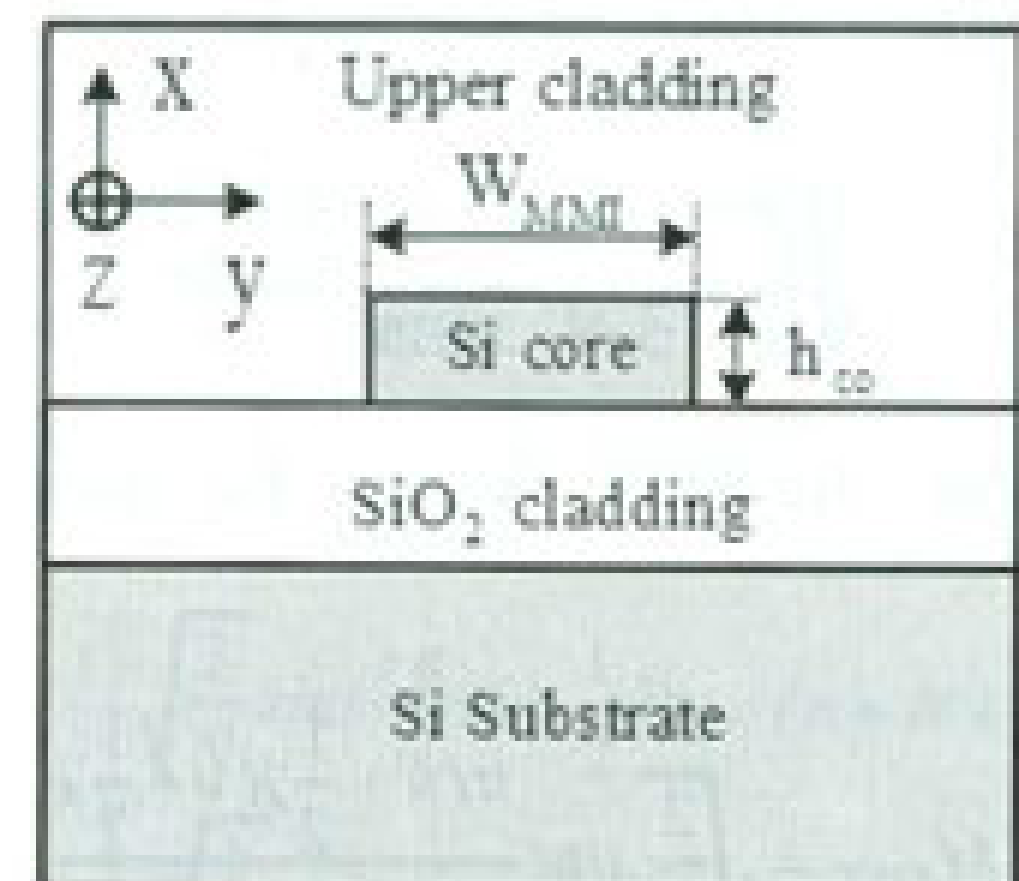 X
Upper cladding
W MMI
Z
y
Si core
h co
SiO₂ cladding
Si Substrate